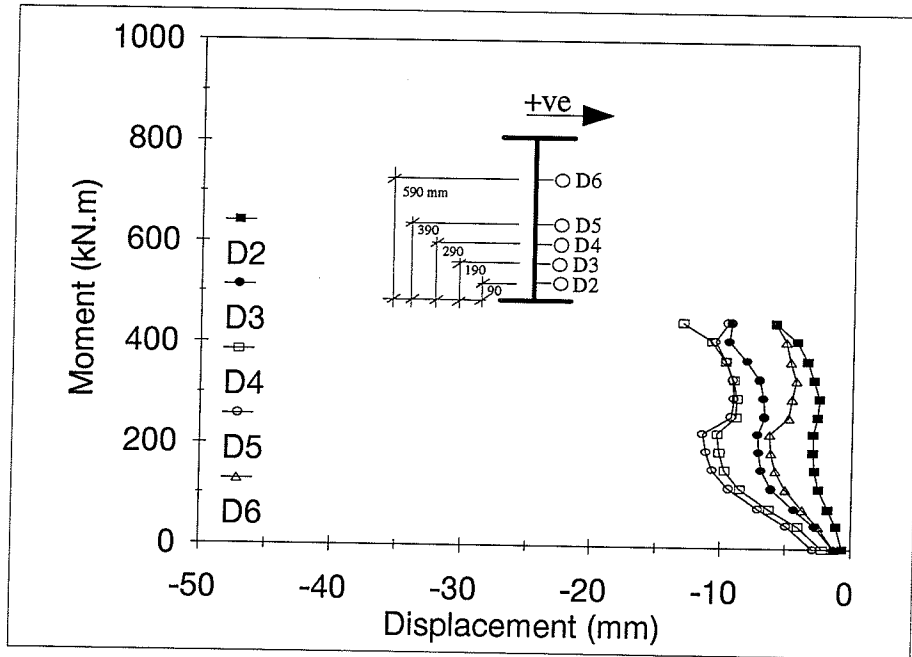 1000
800
600
400
200
0
Moment (kN.m)
D2
D3
D4
D5
D6
+ve
D6
D5
D4
D3
D2
590 mm
390
290
190
90
-50
-40
-30
-20
-10
0
Displacement (mm)